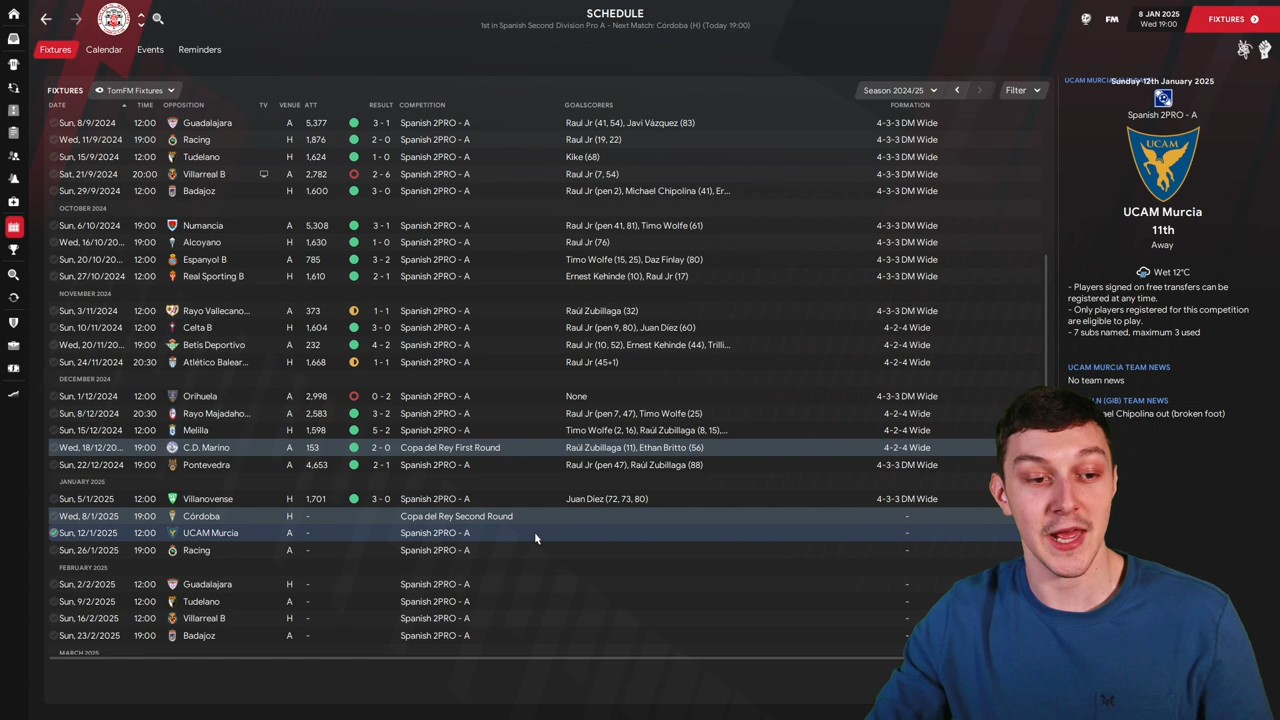 SCHEDULE
1st in Spanish Second Division Pro A - Next Match: Córdoba (H) (Today 19:00)
FM
8 JAN 2025
Wed 19:00
FIXTURES
Fixtures Calendar Events Reminders
FIXTURES TomFM Fixtures Season 2024/25 Filter
DATE TIME OPPOSITION TV VENUE ATT RESULT COMPETITION GOALSCORERS FORMATION
Sun, 8/9/2024 12:00 Guadalajara A 5,377 3 - 1 Spanish 2PRO - A Raul Jr (41, 54), Javi Vázquez (83) 4-3-3 DM Wide
Wed, 11/9/2024 19:00 Racing H 1,876 2 - 0 Spanish 2PRO - A Raul Jr (19, 22) 4-3-3 DM Wide
Sun, 15/9/2024 12:00 Tudelano H 1,624 1 - 0 Spanish 2PRO - A Kike (68) 4-3-3 DM Wide
Sat, 21/9/2024 20:00 Villarreal B A 2,782 2 - 6 Spanish 2PRO - A Raul Jr (7, 54) 4-3-3 DM Wide
Sun, 29/9/2024 12:00 Badajoz H 1,600 3 - 0 Spanish 2PRO - A Raul Jr (pen 2), Michael Chipolina (41), Er... 4-3-3 DM Wide
OCTOBER 2024
Sun, 6/10/2024 19:00 Numancia A 5,308 3 - 1 Spanish 2PRO - A Raul Jr (pen 41, 81), Timo Wolfe (61) 4-3-3 DM Wide
Wed, 16/10/20... 19:00 Alcoyano H 1,630 1 - 0 Spanish 2PRO - A Raul Jr (76) 4-3-3 DM Wide
Sun, 20/10/20... 12:00 Espanyol B A 785 3 - 2 Spanish 2PRO - A Timo Wolfe (15, 25), Daz Finlay (80) 4-3-3 DM Wide
Sun, 27/10/2024 12:00 Real Sporting B H 1,610 2 - 1 Spanish 2PRO - A Ernest Kehinde (10), Raul Jr (17) 4-3-3 DM Wide
NOVEMBER 2024
Sun, 3/11/2024 12:00 Rayo Vallecano... A 373 1 - 1 Spanish 2PRO - A Raúl Zubillaga (32) 4-3-3 DM Wide
Sun, 10/11/2024 12:00 Celta B H 1,604 3 - 0 Spanish 2PRO - A Raul Jr (pen 9, 80), Juan Díez (60) 4-2-4 Wide
Wed, 20/11/20... 19:00 Betis Deportivo A 232 4 - 2 Spanish 2PRO - A Raul Jr (10, 52), Ernest Kehinde (44), Trilli... 4-2-4 Wide
Sun, 24/11/2024 20:30 Atlético Balear... H 1,668 1 - 1 Spanish 2PRO - A Raul Jr (45+1) 4-2-4 Wide
DECEMBER 2024
Sun, 1/12/2024 12:00 Orihuela A 2,998 0 - 2 Spanish 2PRO - A None 4-3-3 DM Wide
Sun, 8/12/2024 20:30 Rayo Majadaho... A 2,583 3 - 2 Spanish 2PRO - A Raul Jr (pen 7, 47), Timo Wolfe (25) 4-2-4 Wide
Sun, 15/12/2024 12:00 Melilla H 1,598 5 - 2 Spanish 2PRO - A Timo Wolfe (2, 16), Raúl Zubillaga (8, 15),... 4-2-4 Wide
Wed, 18/12/20... 19:00 C.D. Marino A 153 2 - 0 Copa del Rey First Round Raúl Zubillaga (11), Ethan Britto (56) 4-2-4 Wide
Sun, 22/12/2024 19:00 Pontevedra A 4,653 2 - 1 Spanish 2PRO - A Raul Jr (pen 47), Raúl Zubillaga (88) 4-3-3 DM Wide
JANUARY 2025
Sun, 5/1/2025 12:00 Villanovense H 1,701 3 - 0 Spanish 2PRO - A Juan Díez (72, 73, 80) 4-3-3 DM Wide
Wed, 8/1/2025 19:00 Córdoba H - Copa del Rey Second Round -
Sun, 12/1/2025 12:00 UCAM Murcia A - Spanish 2PRO - A -
Sun, 26/1/2025 19:00 Racing A - Spanish 2PRO - A -
FEBRUARY 2025
Sun, 2/2/2025 12:00 Guadalajara H - Spanish 2PRO - A -
Sun, 9/2/2025 12:00 Tudelano A - Spanish 2PRO - A -
Sun, 16/2/2025 12:00 Villarreal B H - Spanish 2PRO - A -
Sun, 23/2/2025 19:00 Badajoz A - Spanish 2PRO - A -
MARCH 2025
Sunday 12th January 2025
Spanish 2PRO - A
UCAM
UCAM Murcia
11th
Away
Wet 12°C
- Players signed on free transfers can be
registered at any time.
- Only players registered for this competition
are eligible to play.
- 7 subs named, maximum 3 used
UCAM MURCIA TEAM NEWS
No team news
(GIB) TEAM NEWS
Chipolina out (broken foot)